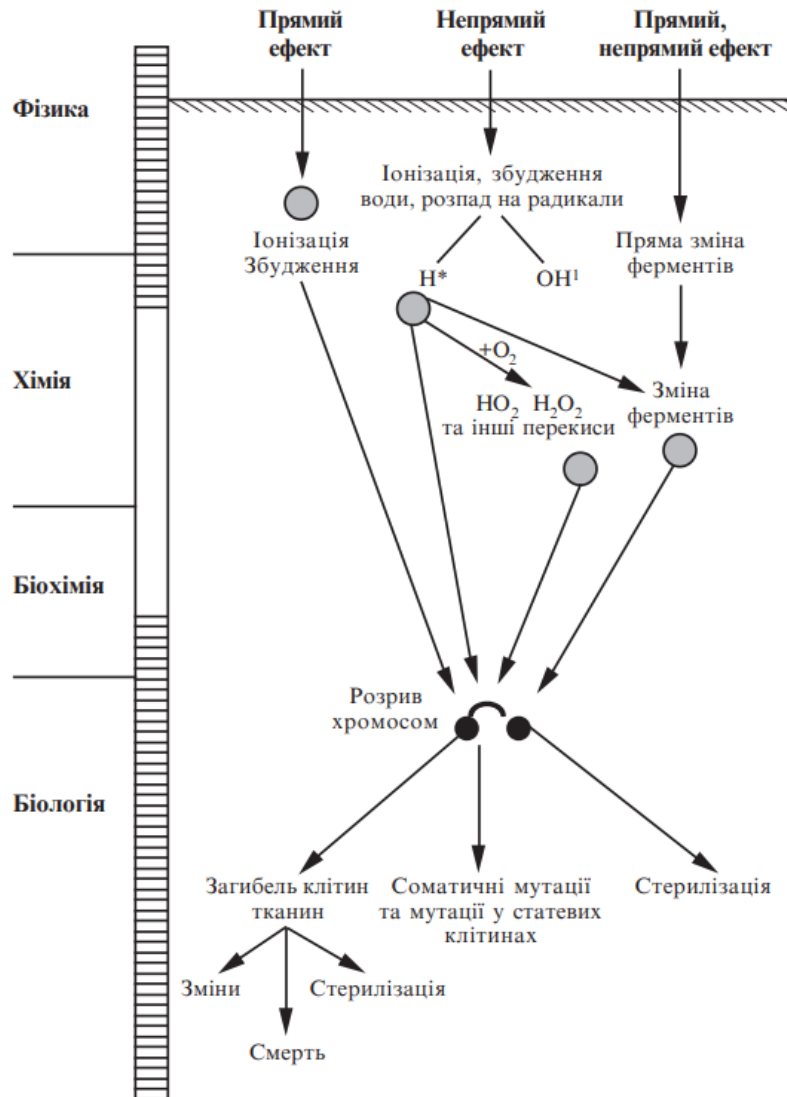 Прямий
ефект
Непрямий
ефект
Прямий,
непрямий ефект
Фізика
Іонізація, збудження
води, розпад на радикали
Іонізація
Збудження
H*
OH¹
Пряма зміна
ферментів
+O₂
Хімія
HO₂ H₂O₂
та інші перекиси
Зміна
ферментів
Біохімія
Розрив
хромосом
Біологія
Загибель клітин
тканин
Соматичні мутації
та мутації у статевих
клітинах
Стерилізація
Зміни
Стерилізація
Смерть